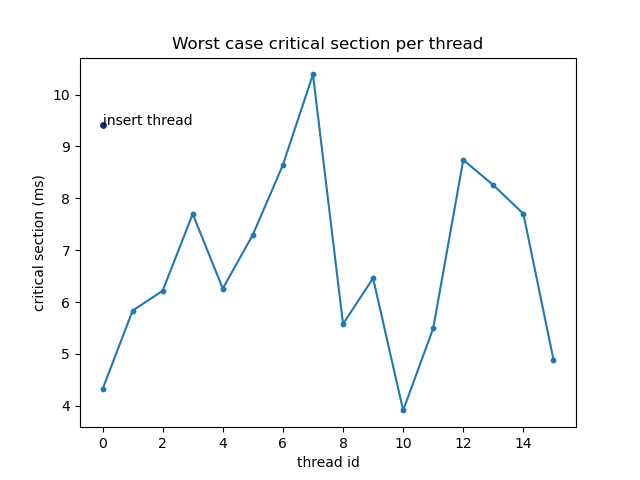 Worst case critical section per thread
10
9
8
7
6
5
4
critical section (ms)
insert thread
0 2 4 6 8 10 12 14
thread id